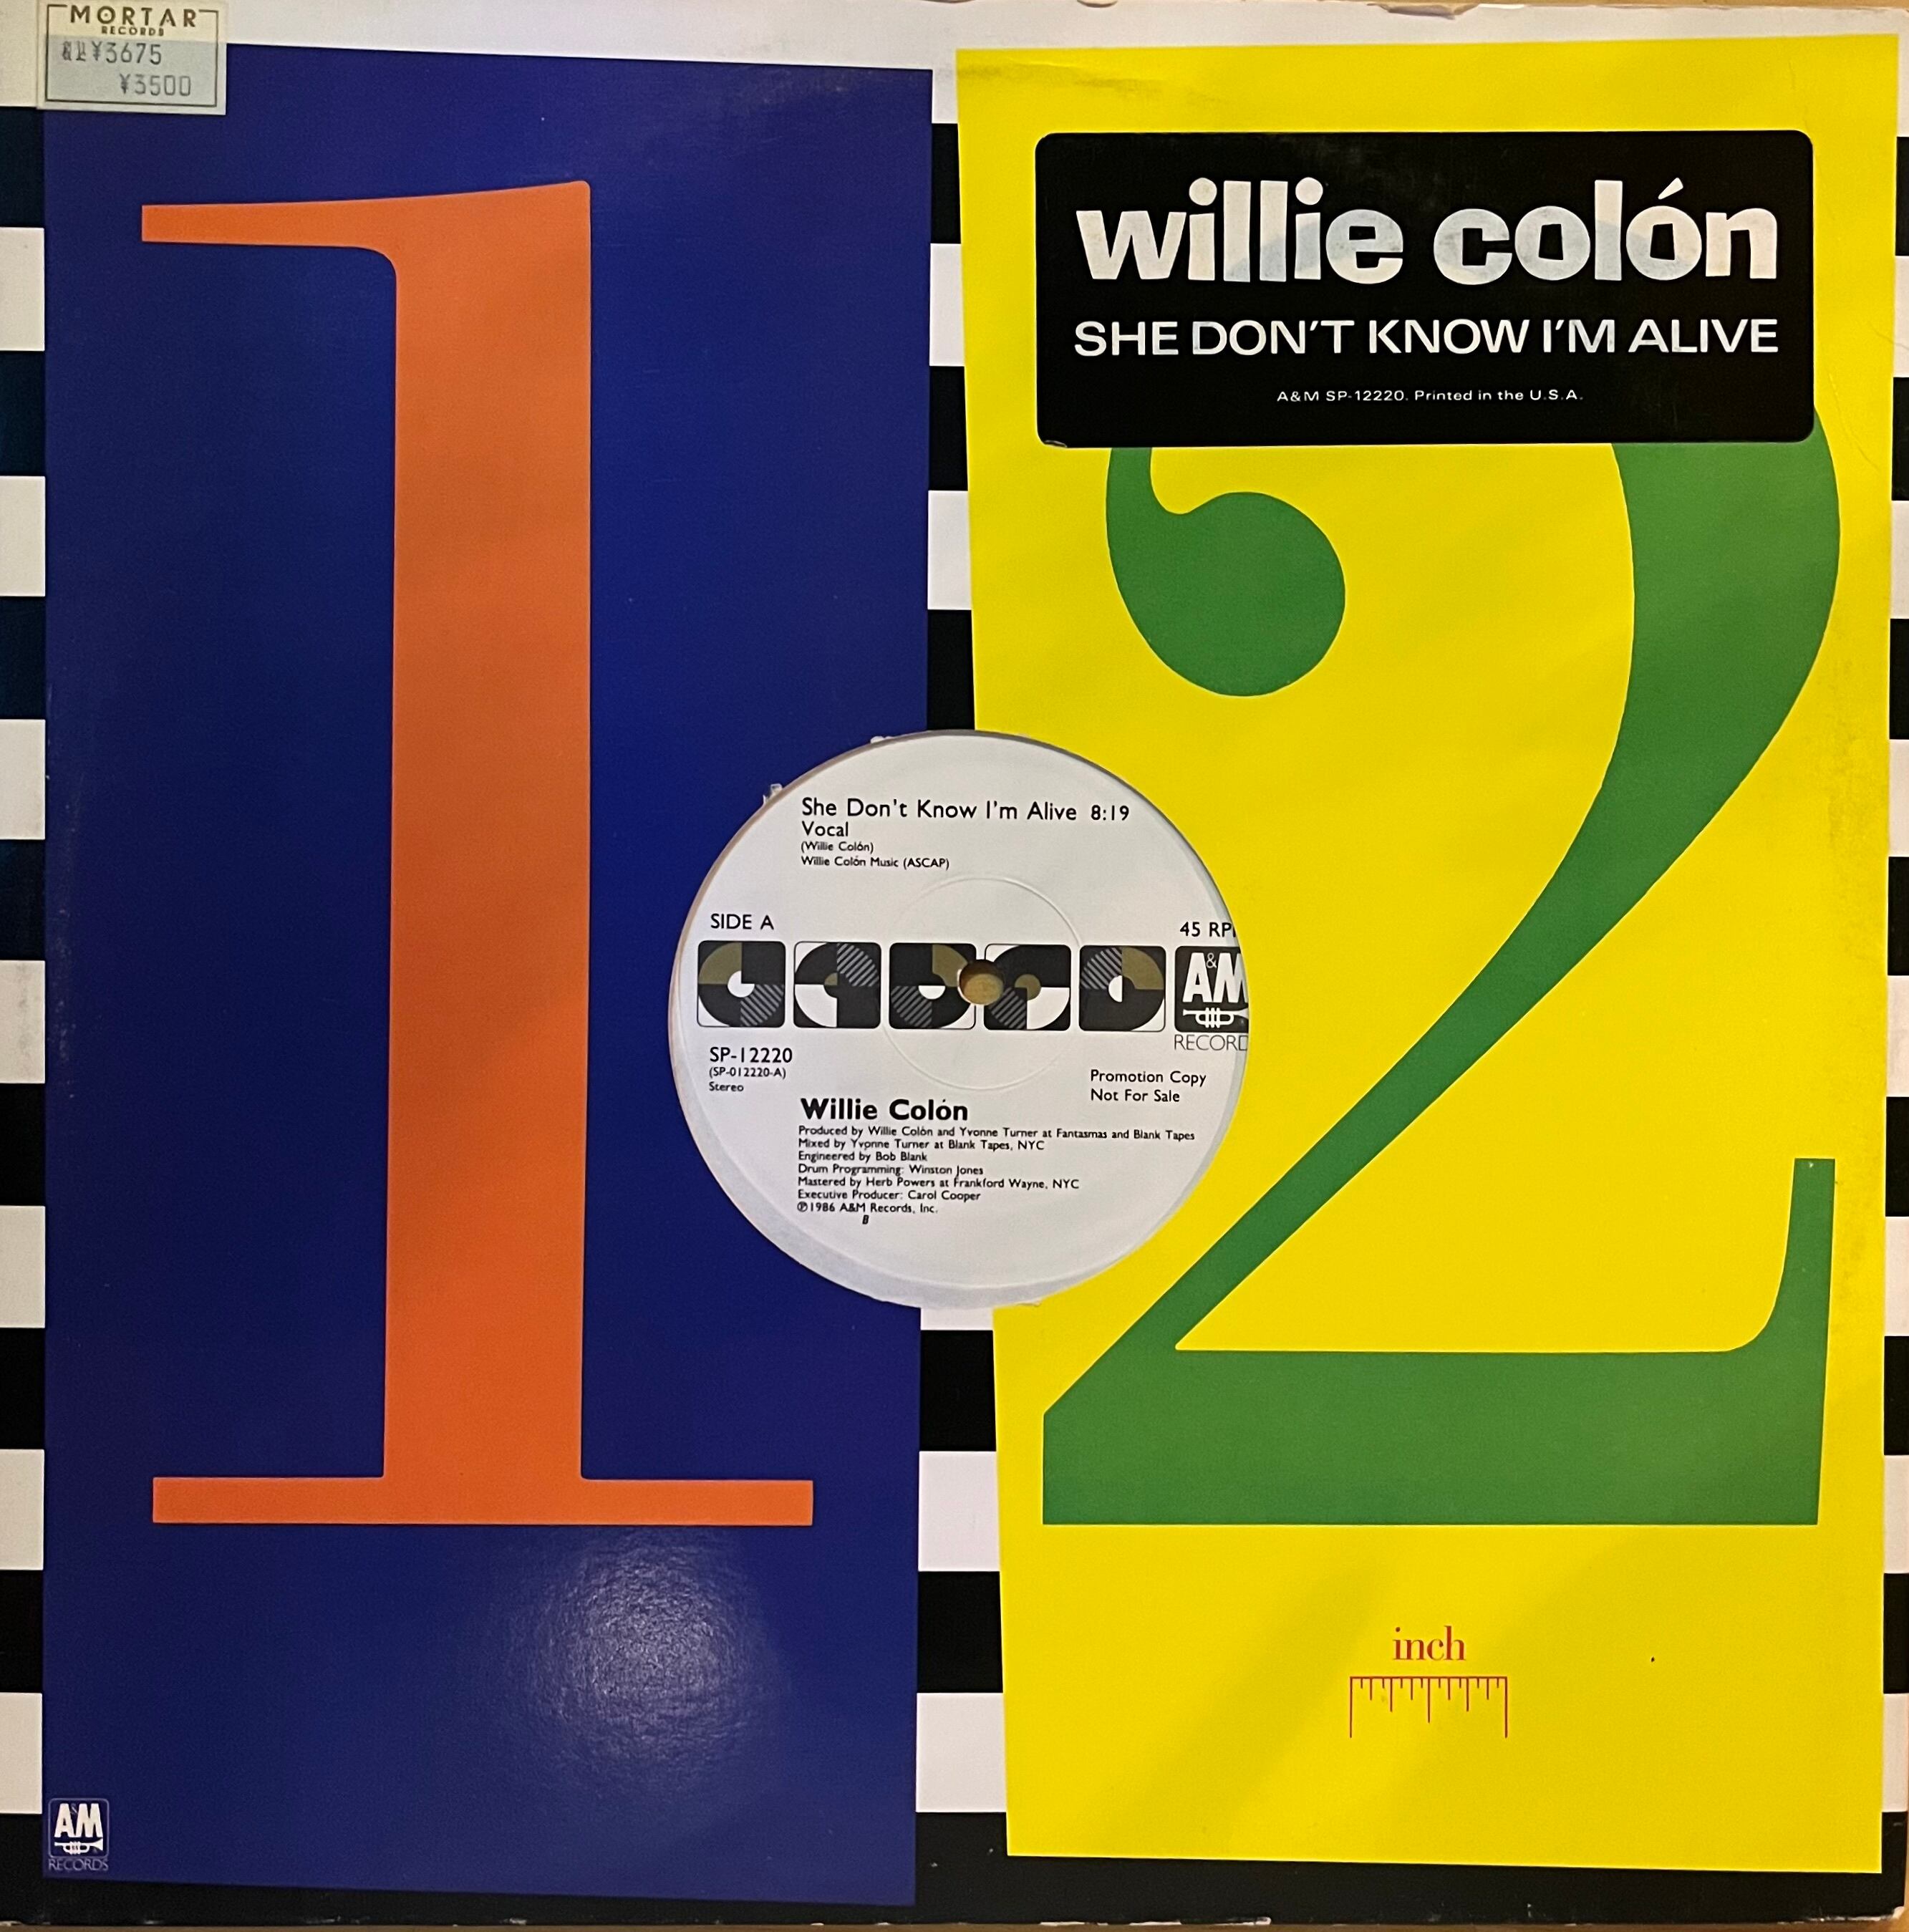 MORTAR
RECORDS
¥3675
¥3500
willie colón
SHE DON'T KNOW I'M ALIVE
A&M SP-12220. Printed in the U.S.A.
12
She Don't Know I'm Alive 8:19
Vocal
(Willie Colón)
Willie Colón Music (ASCAP)
SIDE A
45 RP
A&M
RECORD
SP-12220
(SP-012220-A)
Stereo
Promotion Copy
Not For Sale
Willie Colón
Produced by Willie Colón and Yvonne Turner at Fantasmas and Blank Tapes
Mixed by Yvonne Turner at Blank Tapes, NYC
Engineered by Bob Blank
Drum Programming: Winston Jones
Mastered by Herb Powers at Frankford Wayne, NYC
Executive Producer: Carol Cooper
℗1986 A&M Records, Inc.
B
inch
A&M
RECORDS